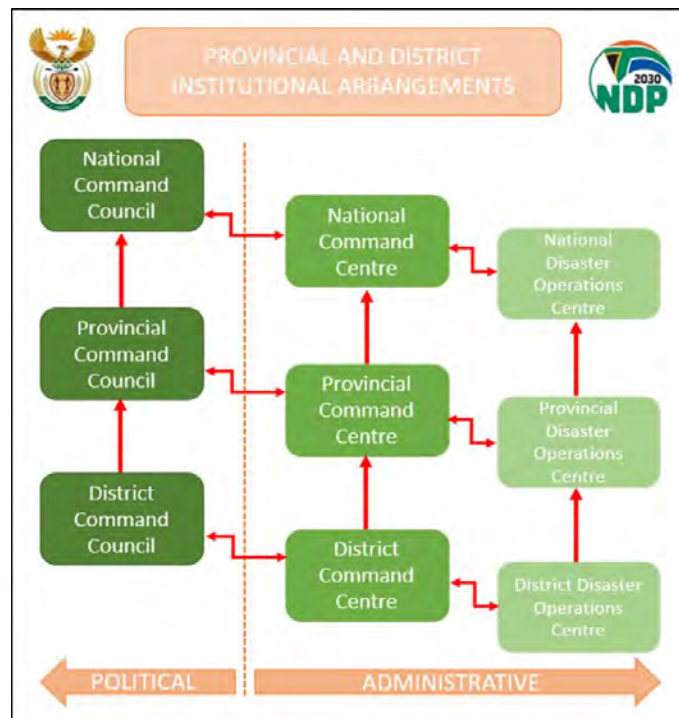 PROVINCIAL AND DISTRICT
INSTITUTIONAL ARRANGEMENTS
2030
NDP
National
Command
Council
National
Command
Centre
National
Disaster
Operations
Centre
Provincial
Command
Council
Provincial
Command
Centre
Provincial
Disaster
Operations
Centre
District
Command
Council
District
Command
Centre
District Disaster
Operations
Centre
POLITICAL
ADMINISTRATIVE